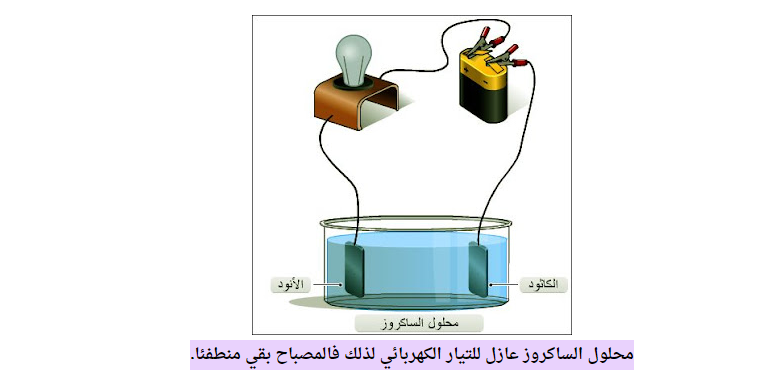 الأنود
الكاثود
محلول الساكروز
محلول الساكروز عازل للتيار الكهربائي لذلك فالمصباح بقي منطفئا.